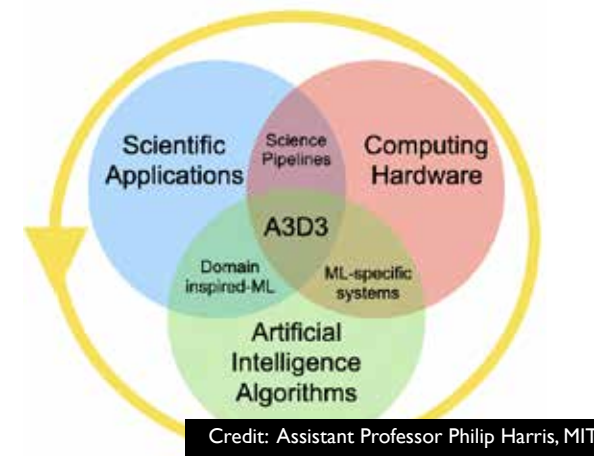 Scientific
Applications
Science
Pipelines
Computing
Hardware
A3D3
Domain
inspired-ML
ML-specific
systems
Artificial
Intelligence
Algorithms
Credit: Assistant Professor Philip Harris, MIT